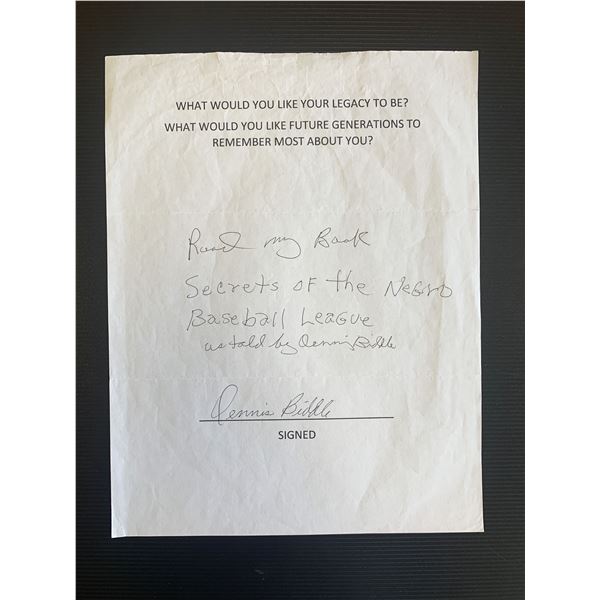 WHAT WOULD YOU LIKE YOUR LEGACY TO BE?
WHAT WOULD YOU LIKE FUTURE GENERATIONS TO
REMEMBER MOST ABOUT YOU?
Read my Book
Secrets of the Negro
Baseball League
as told by Dennis Biddle
Dennis Biddle
SIGNED